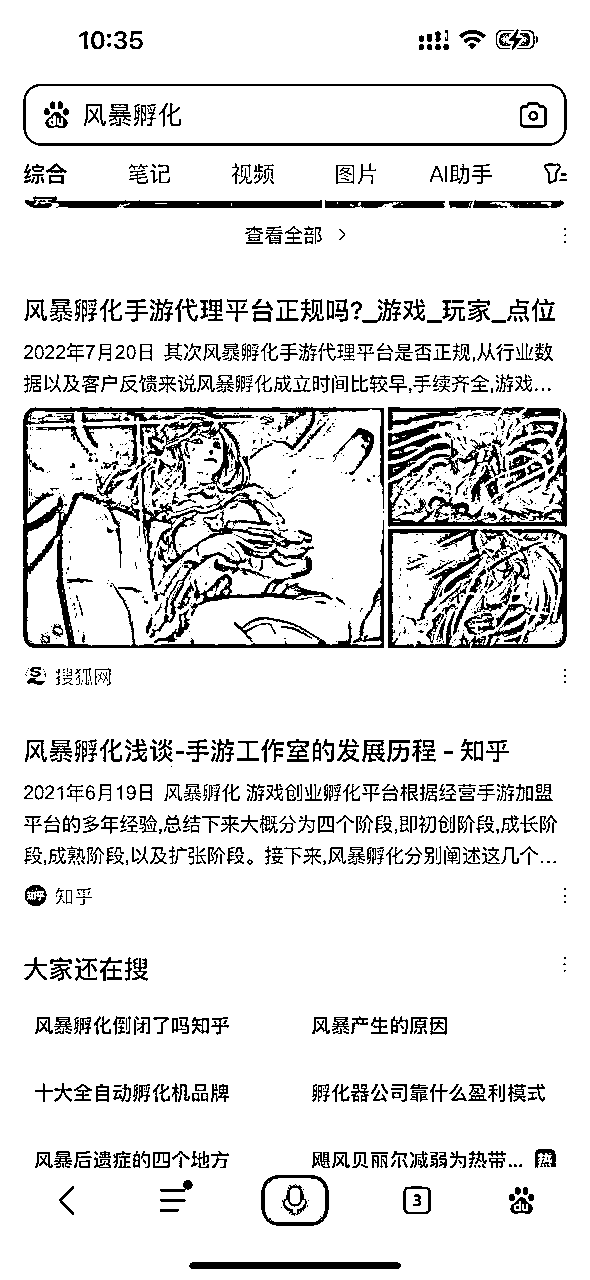 10:35
风暴孵化
综合 笔记 视频 图片 AI助手
查看全部
风暴孵化手游代理平台正规吗?_游戏_玩家_点位
2022年7月20日 其次风暴孵化手游代理平台是否正规,从行业数
据以及客户反馈来说风暴孵化成立时间比较早,手续齐全,游戏...
搜狐网
风暴孵化浅谈-手游工作室的发展历程 - 知乎
2021年6月19日 风暴孵化 游戏创业孵化平台根据经营手游加盟
平台的多年经验,总结下来大概分为四个阶段,即初创阶段,成长阶
段,成熟阶段,以及扩张阶段。接下来,风暴孵化分别阐述这几个...
知乎 知乎
大家还在搜
风暴孵化倒闭了吗知乎 风暴产生的原因
十大全自动孵化机品牌 孵化器公司靠什么盈利模式
风暴后遗症的四个地方 飓风贝丽尔减弱为热带... 热
3
du